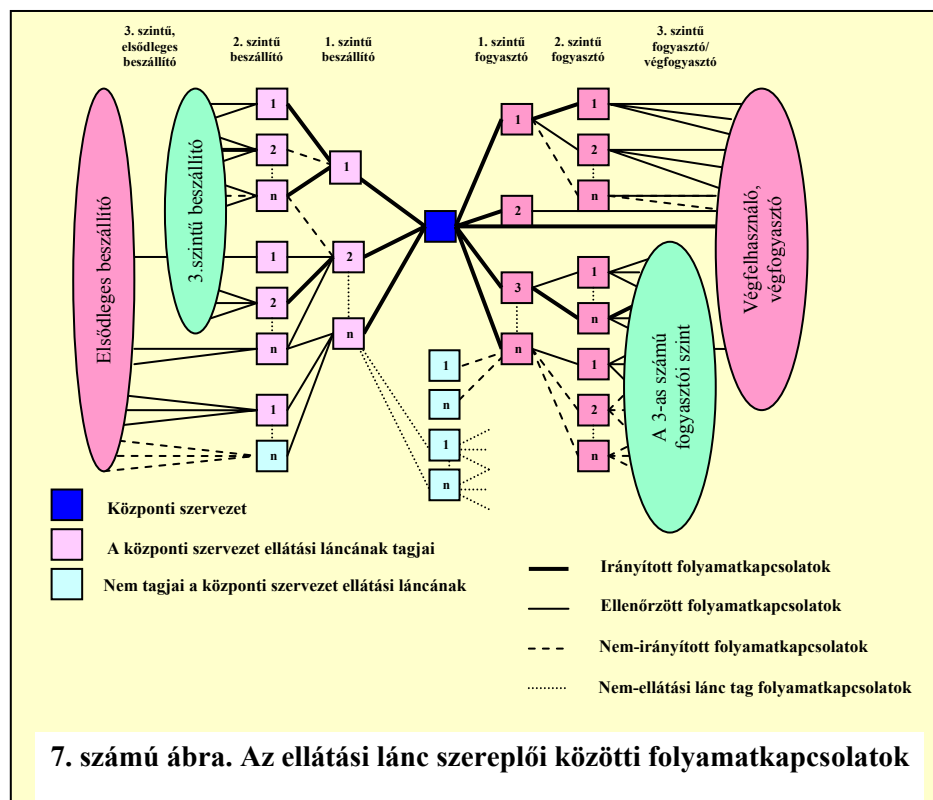 3. szintű,
elsődleges
beszállító
2. szintű
beszállító
1. szintű
beszállító
1. szintű
fogyasztó
2. szintű
fogyasztó
3. szintű
fogyasztó/
végfogyasztó
Elsődleges beszállító
3.szintű beszállító
1
2
n
1
2
n
1
n
1
2
n
1
n
1
n
1
2
3
n
1
2
n
1
n
1
2
n
A 3-as számú
fogyasztói szint
Végfelhasználó,
végfogyasztó
Központi szervezet
A központi szervezet ellátási láncának tagjai
Nem tagjai a központi szervezet ellátási láncának
Irányított folyamatkapcsolatok
Ellenőrzött folyamatkapcsolatok
Nem-irányított folyamatkapcsolatok
Nem-ellátási lánc tag folyamatkapcsolatok
7. számú ábra. Az ellátási lánc szereplői közötti folyamatkapcsolatok